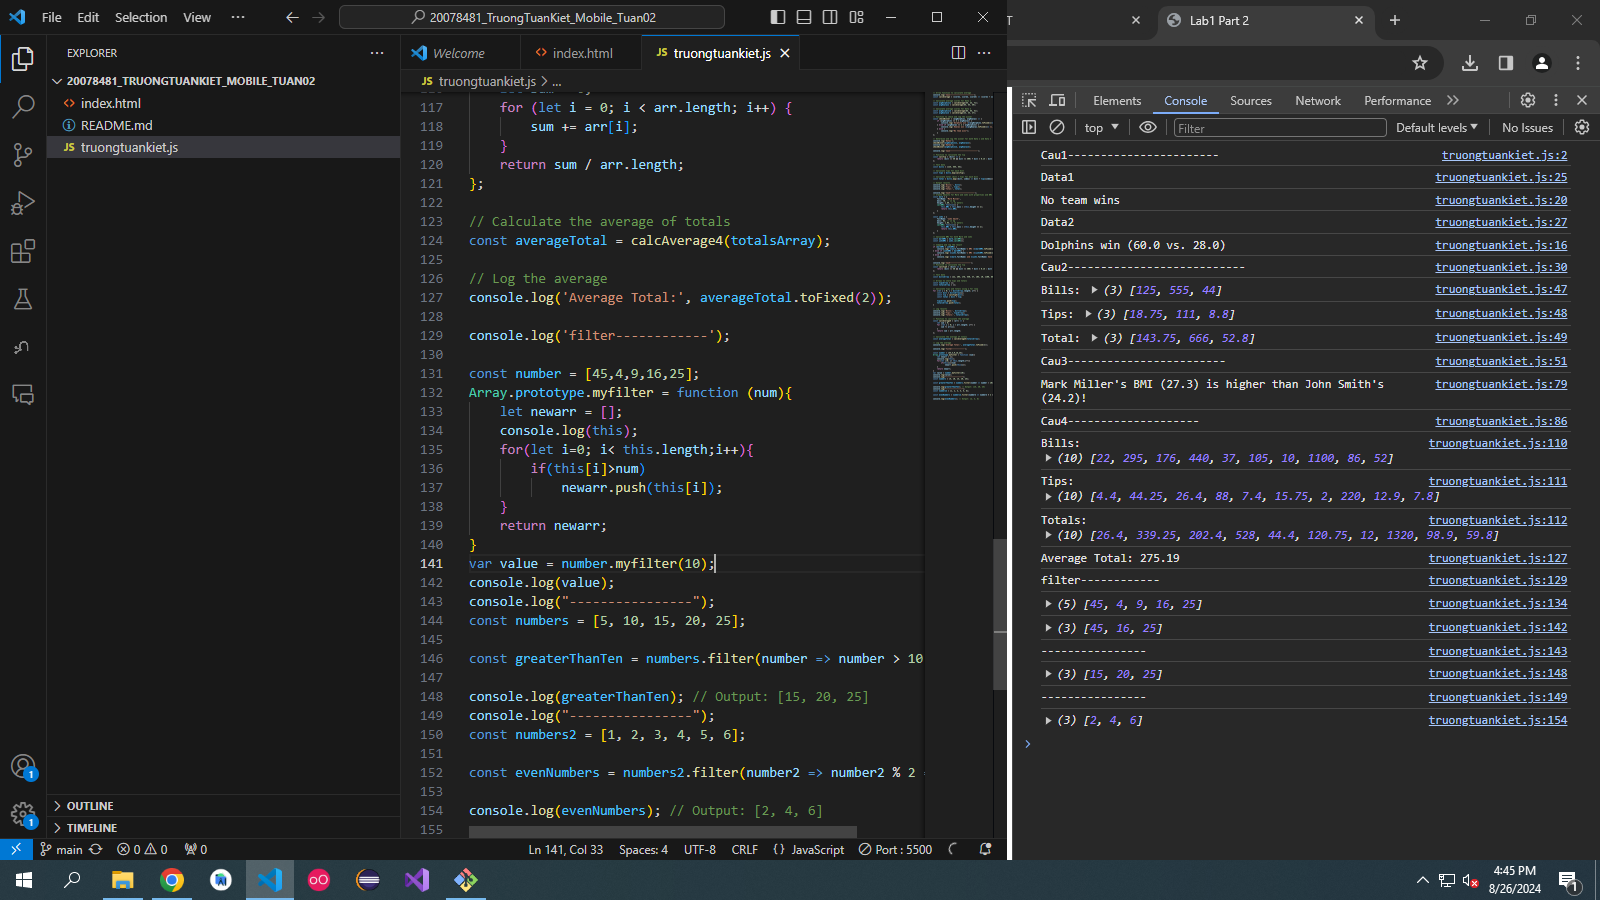 File Edit Selection View ··· 20078481_TruongTuanKiet_Mobile_Tuan02
EXPLORER
20078481_TRUONGTUANKIET_MOBILE_TUAN02
index.html
README.md
JS truongtuankiet.js
OUTLINE
TIMELINE
Welcome index.html JS truongtuankiet.js
JS truongtuankiet.js > ...
117 for (let i = 0; i < arr.length; i++) {
118 sum += arr[i];
119 }
120 return sum / arr.length;
121 };
122
123 // Calculate the average of totals
124 const averageTotal = calcAverage4(totalsArray);
125
126 // Log the average
127 console.log('Average Total:', averageTotal.toFixed(2));
128
129 console.log('filter------------');
130
131 const number = [45,4,9,16,25];
132 Array.prototype.myfilter = function (num){
133 let newarr = [];
134 console.log(this);
135 for(let i=0; i< this.length;i++){
136 if(this[i]>num)
137 newarr.push(this[i]);
138 }
139 return newarr;
140 }
141 var value = number.myfilter(10);
142 console.log(value);
143 console.log("----------------");
144 const numbers = [5, 10, 15, 20, 25];
145
146 const greaterThanTen = numbers.filter(number => number > 10
147
148 console.log(greaterThanTen); // Output: [15, 20, 25]
149 console.log("----------------");
150 const numbers2 = [1, 2, 3, 4, 5, 6];
151
152 const evenNumbers = numbers2.filter(number2 => number2 % 2
153
154 console.log(evenNumbers); // Output: [2, 4, 6]
155
main 0 0 0 Ln 141, Col 33 Spaces: 4 UTF-8 CRLF {} JavaScript Port : 5500
1
1
T Lab1 Part 2
Elements Console Sources Network Performance
top Filter Default levels No Issues
Cau1----------------------- truongtuankiet.js:2
Data1 truongtuankiet.js:25
No team wins truongtuankiet.js:20
Data2 truongtuankiet.js:27
Dolphins win (60.0 vs. 28.0) truongtuankiet.js:16
Cau2--------------------------- truongtuankiet.js:30
Bills: (3) [125, 555, 44] truongtuankiet.js:47
Tips: (3) [18.75, 111, 8.8] truongtuankiet.js:48
Total: (3) [143.75, 666, 52.8] truongtuankiet.js:49
Cau3------------------------ truongtuankiet.js:51
Mark Miller's BMI (27.3) is higher than John Smith's truongtuankiet.js:79
(24.2)!
Cau4-------------------- truongtuankiet.js:86
Bills: truongtuankiet.js:110
(10) [22, 295, 176, 440, 37, 105, 10, 1100, 86, 52]
Tips: truongtuankiet.js:111
(10) [4.4, 44.25, 26.4, 88, 7.4, 15.75, 2, 220, 12.9, 7.8]
Totals: truongtuankiet.js:112
(10) [26.4, 339.25, 202.4, 528, 44.4, 120.75, 12, 1320, 98.9, 59.8]
Average Total: 275.19 truongtuankiet.js:127
filter------------ truongtuankiet.js:129
(5) [45, 4, 9, 16, 25] truongtuankiet.js:134
(3) [45, 16, 25] truongtuankiet.js:142
---------------- truongtuankiet.js:143
(3) [15, 20, 25] truongtuankiet.js:148
---------------- truongtuankiet.js:149
(3) [2, 4, 6] truongtuankiet.js:154
4:45 PM
8/26/2024
1